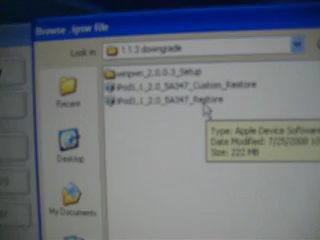 Browse .ipsw file
Look in
1.1.3 downgrade
winpwn_2.0.0.3_Setup
iPod1,1_2.0_5A347_Custom_Restore
iPod1,1_2.0_5A347_Restore
Recent
Type: Apple Device Software
Date Modified: 7/25/2008 10
Size: 222 MB
Desktop
My Documents